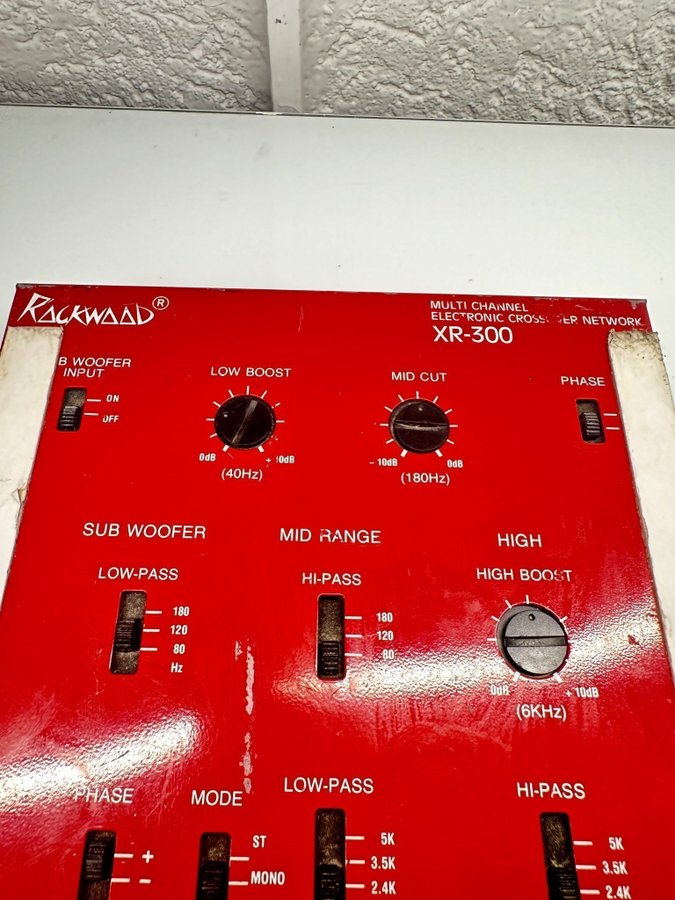 ROCKWOOD®
MULTI CHANNEL
ELECTRONIC NETWORK
XR-300
B WOOFER
INPUT
ON
OFF
LOW BOOST
0dB
+10dB
(40Hz)
MID CUT
-10dB
0dB
(180Hz)
PHASE
SUB WOOFER
LOW-PASS
180
120
80
Hz
MID RANGE
HI-PASS
180
120
80
HIGH
HIGH BOOST
0dB
+10dB
(6KHz)
PHASE
+
-
MODE
ST
MONO
LOW-PASS
5K
3.5K
2.4K
HI-PASS
5K
3.5K
2.4K